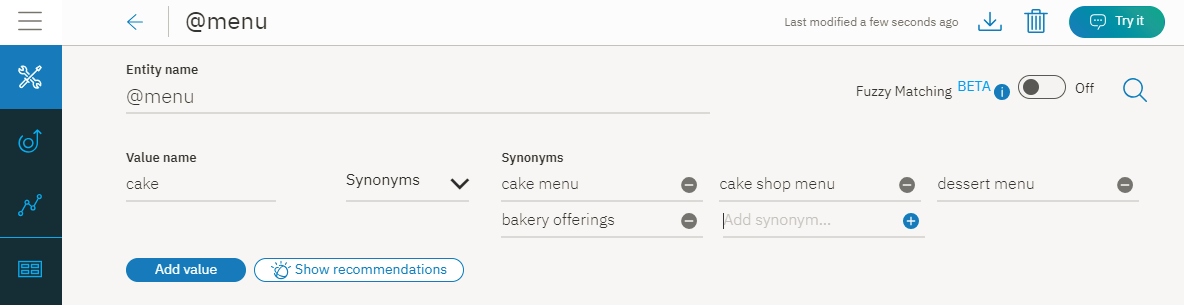 @menu
Last modified a few seconds ago
Try it
Entity name
@menu
Fuzzy Matching BETA i Off
Value name
cake
Synonyms
Synonyms
cake menu
cake shop menu
dessert menu
bakery offerings
Add synonym...
Add value
Show recommendations